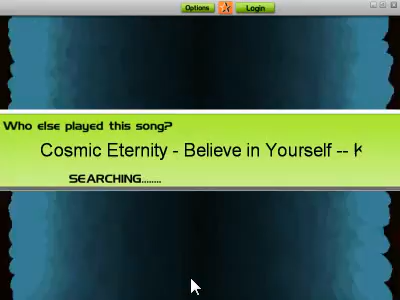 Options
Login
Who else played this song?
Cosmic Eternity - Believe in Yourself -- K
SEARCHING........